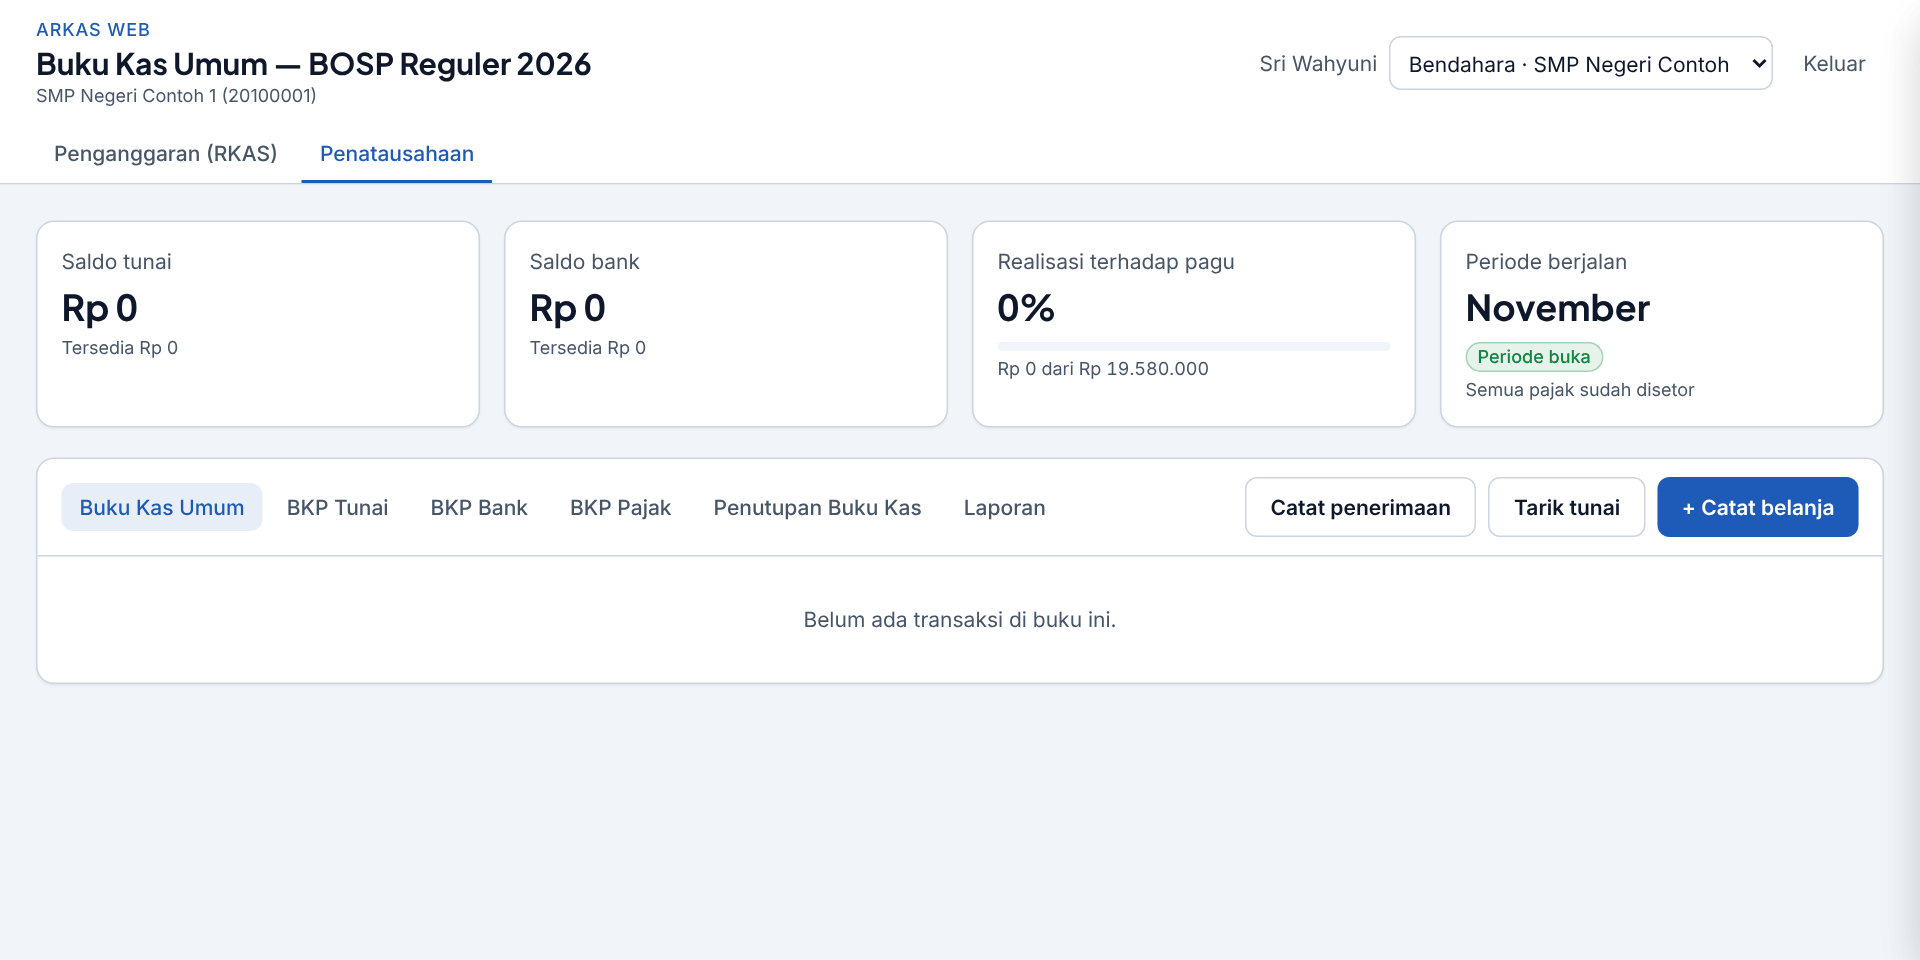 ARKAS WEB
Buku Kas Umum — BOSP Reguler 2026
SMP Negeri Contoh 1 (20100001)
Sri Wahyuni
Bendahara · SMP Negeri Contoh
Keluar
Penganggaran (RKAS)
Penatausahaan
Saldo tunai
Rp 0
Tersedia Rp 0
Saldo bank
Rp 0
Tersedia Rp 0
Realisasi terhadap pagu
0%
Rp 0 dari Rp 19.580.000
Periode berjalan
November
Periode buka
Semua pajak sudah disetor
Buku Kas Umum
BKP Tunai
BKP Bank
BKP Pajak
Penutupan Buku Kas
Laporan
Catat penerimaan
Tarik tunai
+ Catat belanja
Belum ada transaksi di buku ini.